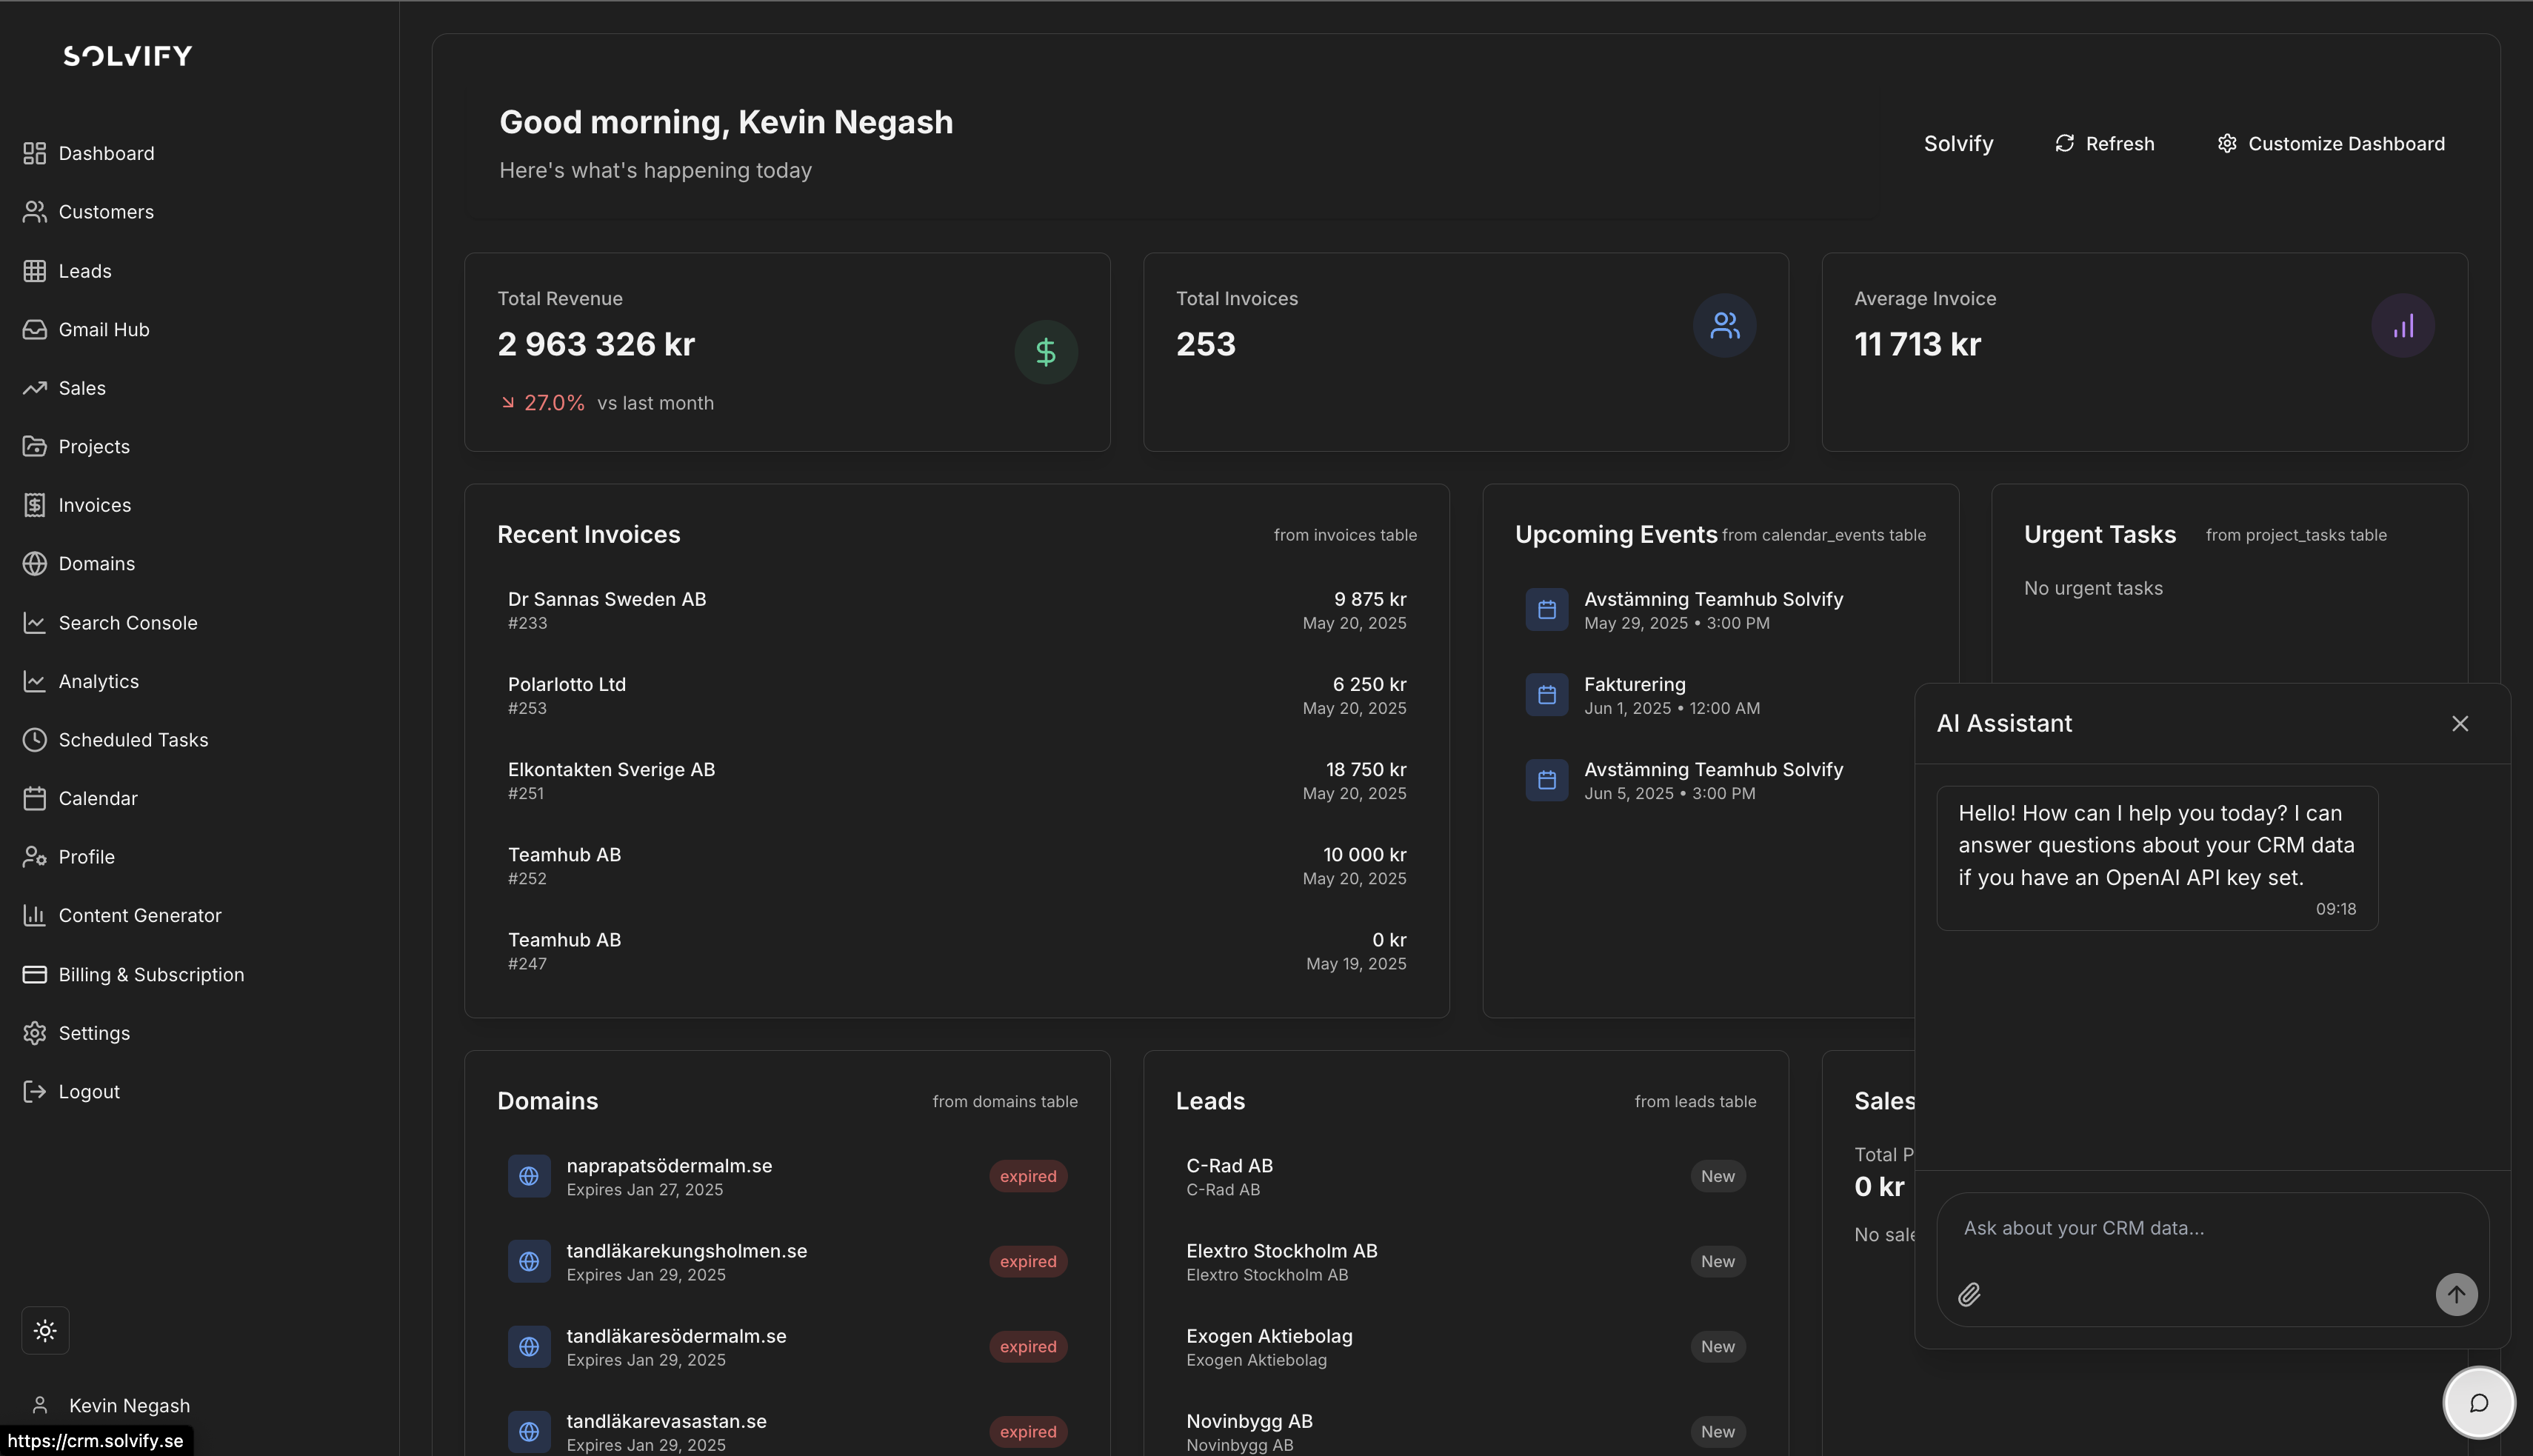 SOLVIFY
Dashboard
Customers
Leads
Gmail Hub
Sales
Projects
Invoices
Domains
Search Console
Analytics
Scheduled Tasks
Calendar
Profile
Content Generator
Billing & Subscription
Settings
Logout
Kevin Negash
https://crm.solvify.se
Good morning, Kevin Negash
Here's what's happening today
Solvify
Refresh
Customize Dashboard
Total Revenue
2 963 326 kr
27.0% vs last month
Total Invoices
253
Average Invoice
11 713 kr
Recent Invoices from invoices table
Dr Sannas Sweden AB 9 875 kr
#233 May 20, 2025
Polarlotto Ltd 6 250 kr
#253 May 20, 2025
Elkontakten Sverige AB 18 750 kr
#251 May 20, 2025
Teamhub AB 10 000 kr
#252 May 20, 2025
Teamhub AB 0 kr
#247 May 19, 2025
Upcoming Events from calendar_events table
Avstämning Teamhub Solvify
May 29, 2025 • 3:00 PM
Fakturering
Jun 1, 2025 • 12:00 AM
Avstämning Teamhub Solvify
Jun 5, 2025 • 3:00 PM
Urgent Tasks from project_tasks table
No urgent tasks
Domains from domains table
naprapatsödermalm.se expired
Expires Jan 27, 2025
tandläkarekungsholmen.se expired
Expires Jan 29, 2025
tandläkaresödermalm.se expired
Expires Jan 29, 2025
tandläkarevasastan.se expired
Expires Jan 29, 2025
Leads from leads table
C-Rad AB New
C-Rad AB
Elextro Stockholm AB New
Elextro Stockholm AB
Exogen Aktiebolag New
Exogen Aktiebolag
Novinbygg AB New
Novinbygg AB
Sales
Total P
0 kr
No sale
AI Assistant
Hello! How can I help you today? I can
answer questions about your CRM data
if you have an OpenAI API key set.
09:18
Ask about your CRM data...